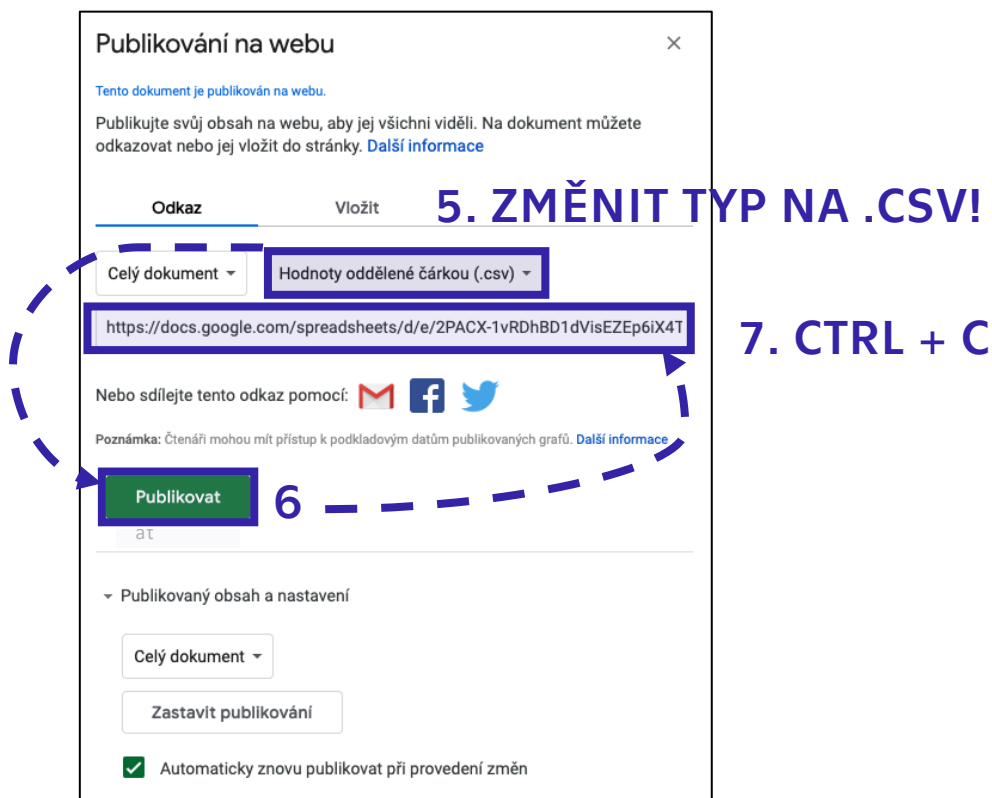 Publikování na webu
Tento dokument je publikován na webu.
Publikujte svůj obsah na webu, aby jej všichni viděli. Na dokument můžete
odkazovat nebo jej vložit do stránky. Další informace
Odkaz
Vložit
5. ZMĚNIT TYP NA .CSV!
Celý dokument
Hodnoty oddělené čárkou (.csv)
https://docs.google.com/spreadsheets/d/e/2PACX-1vRDhBD1dVisEZEp6iX4T
7. CTRL + C
Nebo sdílejte tento odkaz pomocí:
Poznámka: Čtenáři mohou mít přístup k podkladovým datům publikovaných grafů. Další informace
Publikovat
6
at
Publikovaný obsah a nastavení
Celý dokument
Zastavit publikování
Automaticky znovu publikovat při provedení změn